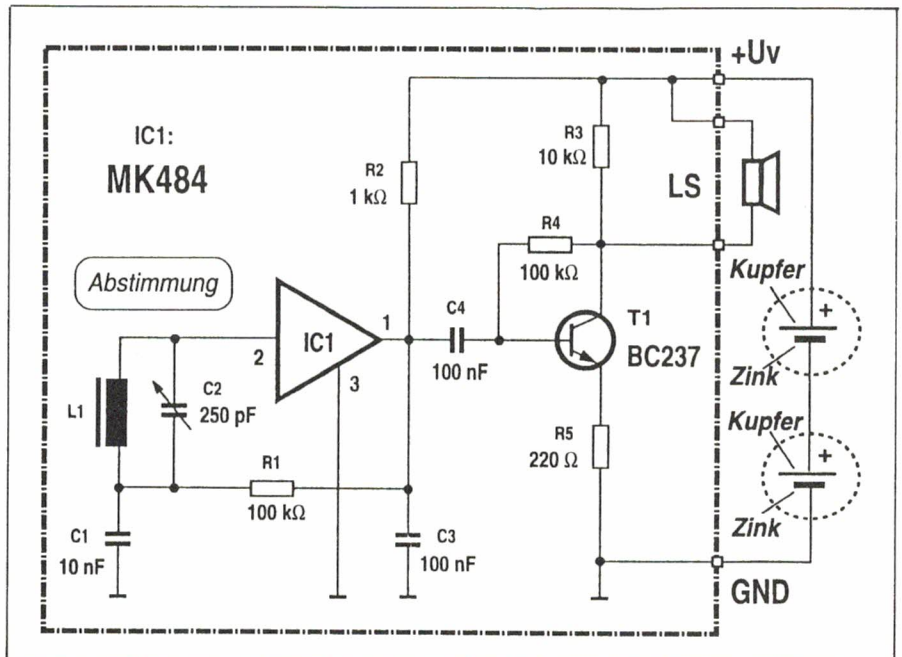 +Uv
IC1:
MK484
R3
10 kΩ
R2
1 kΩ
LS
R4
100 kΩ
Kupfer
Abstimmung
+
C4
T1
1
IC1
BC237
2
100 nF
3
Zink
C2
250 pF
L1
Kupfer
R5
220 Ω
+
R1
100 kΩ
Zink
C1
10 nF
C3
100 nF
GND